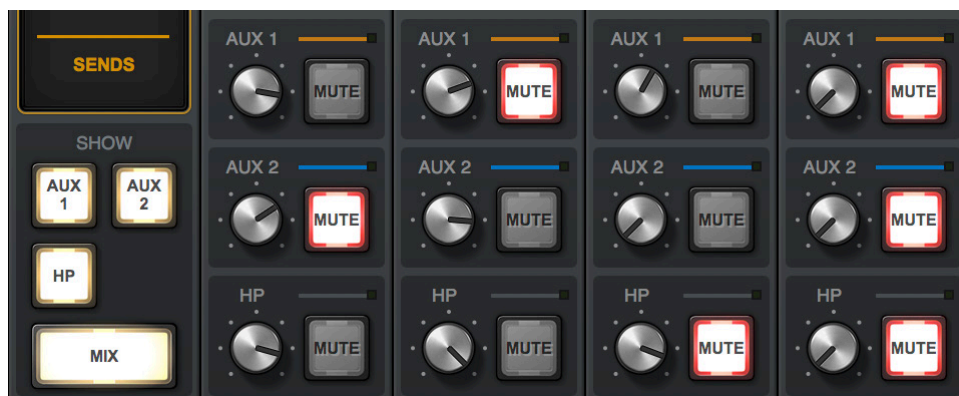 SENDS
SHOW
AUX 1
AUX 2
HP
MIX
AUX 1 AUX 1 AUX 1 AUX 1
MUTE MUTE MUTE MUTE
AUX 2 AUX 2 AUX 2 AUX 2
MUTE MUTE MUTE MUTE
HP HP HP HP
MUTE MUTE MUTE MUTE